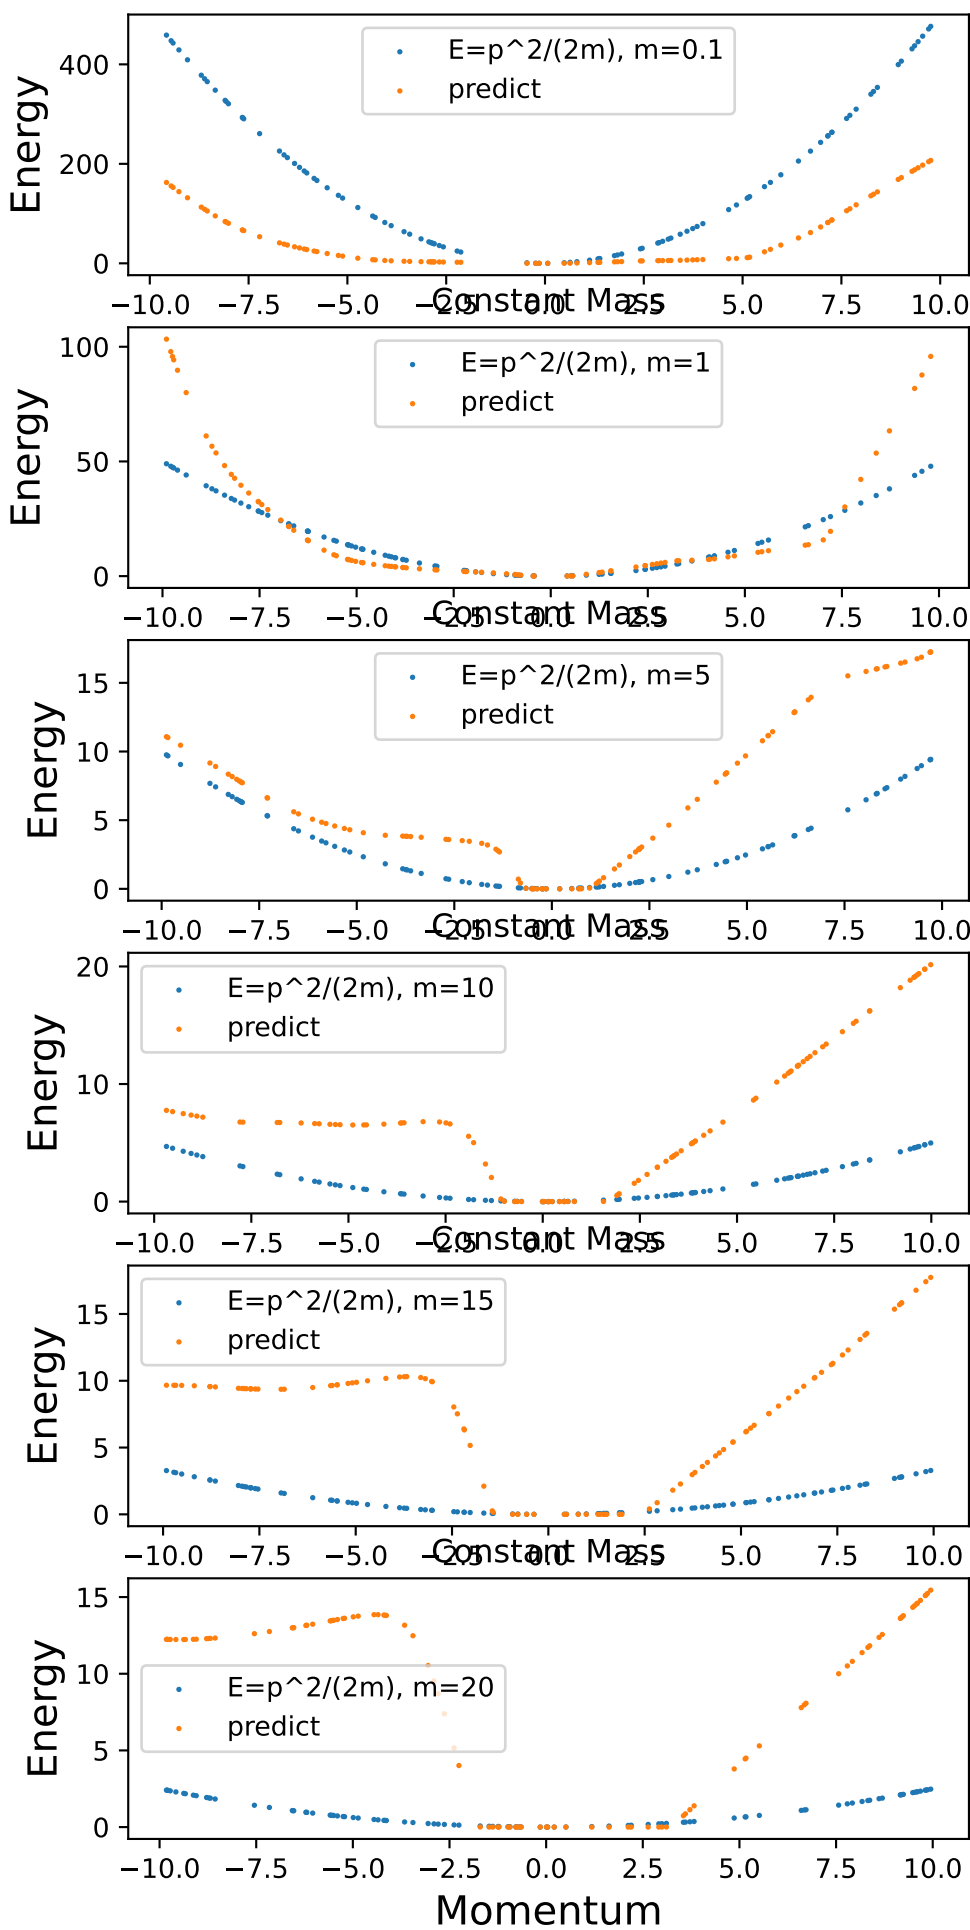 E=p^2/(2m), m=0.1
predict
Energy
400
200
0
−10.0 −7.5 −5.0 −2.5 0.0 2.5 5.0 7.5 10.0
Constant Mass
E=p^2/(2m), m=1
predict
Energy
100
50
0
−10.0 −7.5 −5.0 −2.5 0.0 2.5 5.0 7.5 10.0
Constant Mass
E=p^2/(2m), m=5
predict
Energy
15
10
5
0
−10.0 −7.5 −5.0 −2.5 0.0 2.5 5.0 7.5 10.0
Constant Mass
E=p^2/(2m), m=10
predict
Energy
20
10
0
−10.0 −7.5 −5.0 −2.5 0.0 2.5 5.0 7.5 10.0
Constant Mass
E=p^2/(2m), m=15
predict
Energy
15
10
5
0
−10.0 −7.5 −5.0 −2.5 0.0 2.5 5.0 7.5 10.0
Constant Mass
E=p^2/(2m), m=20
predict
Energy
15
10
5
0
−10.0 −7.5 −5.0 −2.5 0.0 2.5 5.0 7.5 10.0
Momentum